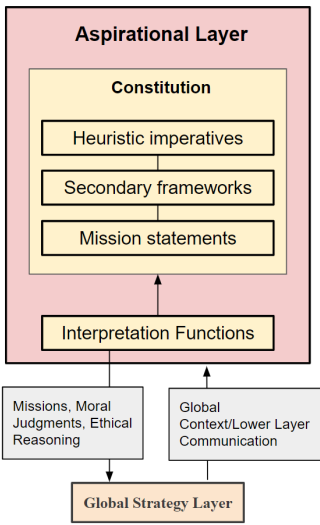 Aspirational Layer
Constitution
Heuristic imperatives
Secondary frameworks
Mission statements
Interpretation Functions
Missions, Moral
Judgments, Ethical
Reasoning
Global
Context/Lower Layer
Communication
Global Strategy Layer